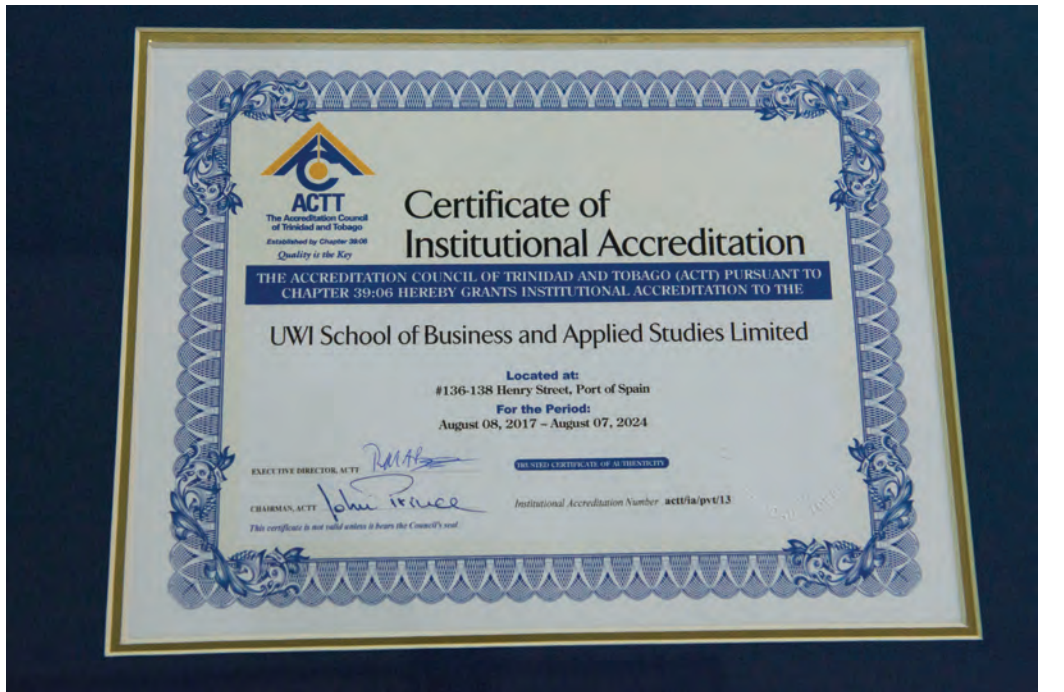 ACTT
The Accreditation Council
of Trinidad and Tobago
Established by Chapter 39:06
Quality is the Key
Certificate of
Institutional Accreditation
THE ACCREDITATION COUNCIL OF TRINIDAD AND TOBAGO (ACTT) PURSUANT TO
CHAPTER 39:06 HEREBY GRANTS INSTITUTIONAL ACCREDITATION TO THE
UWI School of Business and Applied Studies Limited
Located at:
#136-138 Henry Street, Port of Spain
For the Period:
August 08, 2017 – August 07, 2024
EXECUTIVE DIRECTOR, ACTT
TRUSTED CERTIFICATE OF AUTHENTICITY
CHAIRMAN, ACTT John Prince
Institutional Accreditation Number actt/ia/pvt/13
This certificate is not valid unless it bears the Council's seal